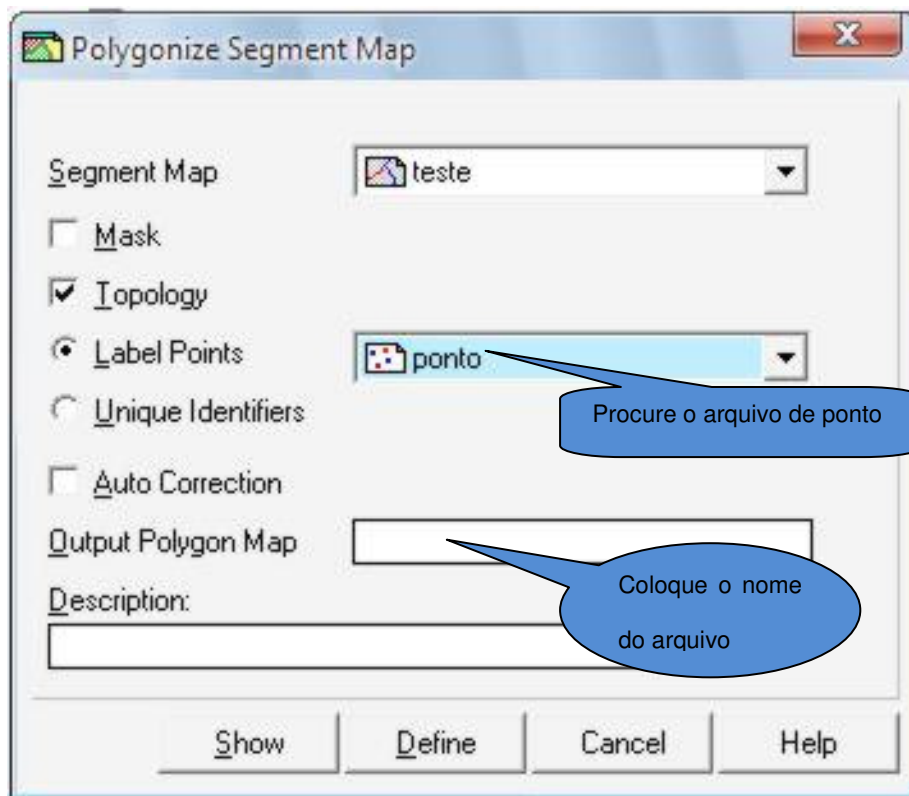 Polygonize Segment Map
Segment Map teste
Mask
Topology
Label Points ponto
Procure o arquivo de ponto
Unique Identifiers
Auto Correction
Output Polygon Map
Coloque o nome
do arquivo
Description:
Show Define Cancel Help